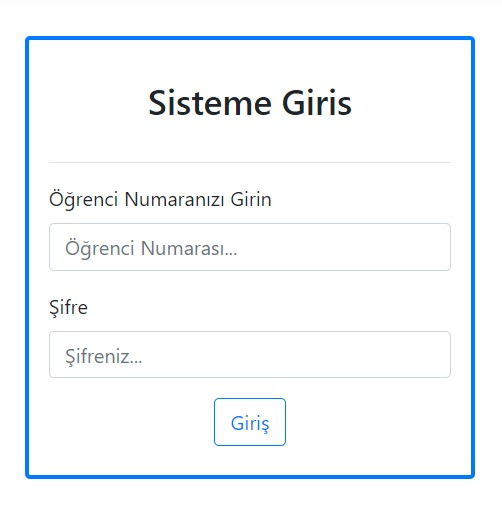 Sisteme Giris
Öğrenci Numaranızı Girin
Öğrenci Numarası...
Şifre
Şifreniz...
Giriş